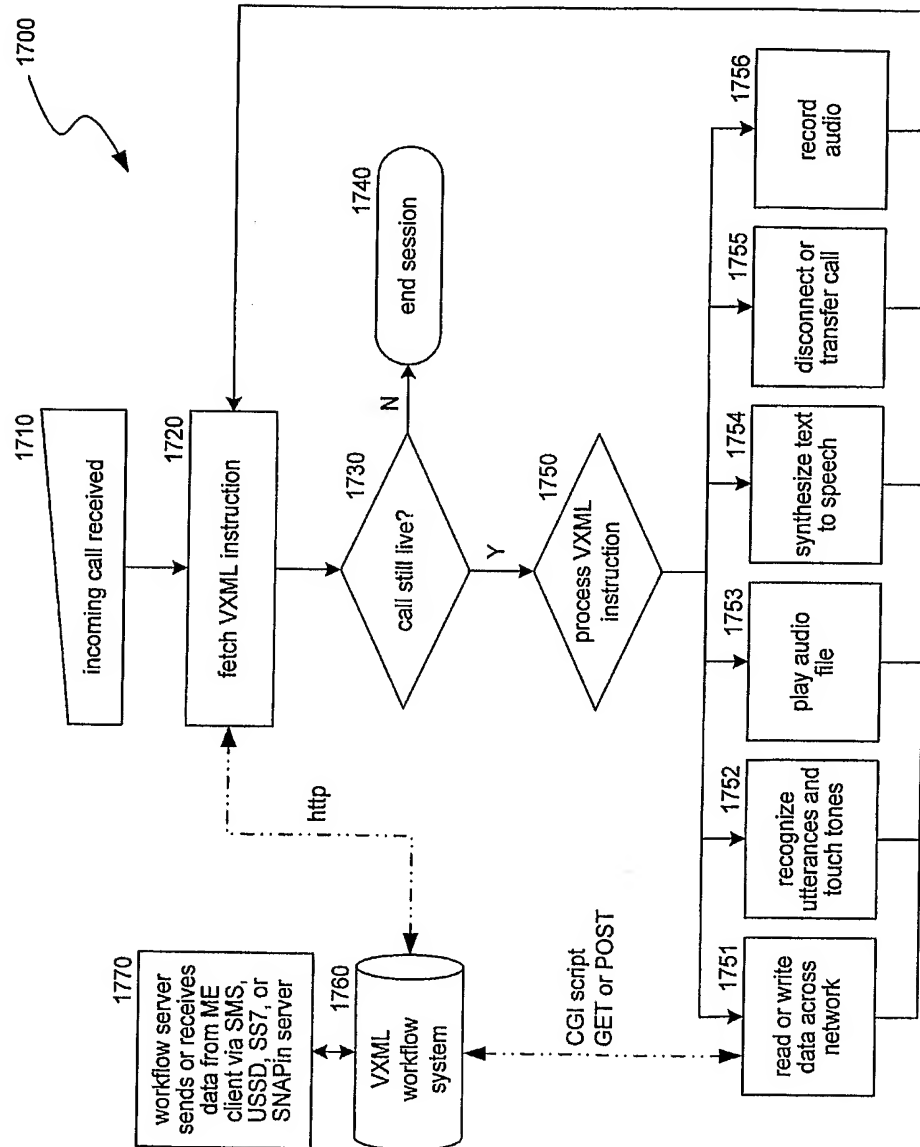 1700
1710
incoming call received
1720
fetch VXML instruction
1730
call still live?
N
1740
end session
Y
1750
process VXML
instruction
http
1770
workflow server
sends or receives
data from ME
client via SMS,
USSD, SS7, or
SNAPin server
1760
VXML
workflow
system
CGI script
GET or POST
1751
read or write
data across
network
1752
recognize
utterances and
touch tones
1753
play audio
file
1754
synthesize text
to speech
1755
disconnect or
transfer call
1756
record
audio